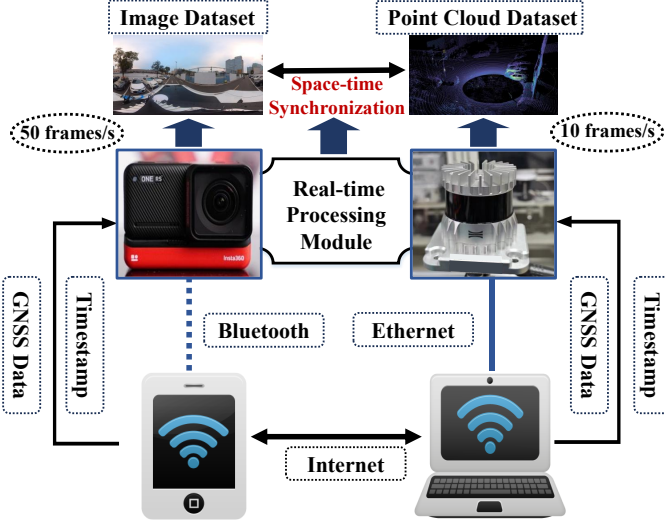 Image Dataset
Point Cloud Dataset
Space-time
Synchronization
50 frames/s
10 frames/s
ONE RS
Insta360
Real-time
Processing
Module
GNSS Data
Timestamp
Bluetooth
Ethernet
GNSS Data
Timestamp
Internet